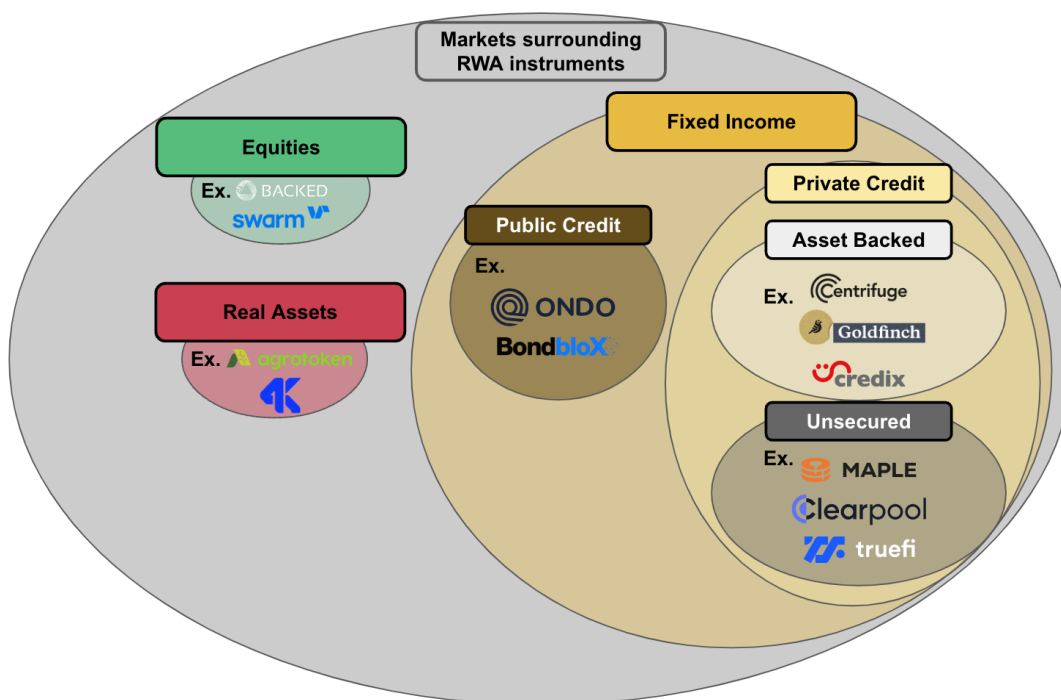 Markets surrounding
RWA instruments
Equities
Ex. BACKED
swarm
Real Assets
Ex. agrotoken
4K
Fixed Income
Public Credit
Ex.
ONDO
BondbloX
Private Credit
Asset Backed
Ex. Centrifuge
Goldfinch
credix
Unsecured
Ex.
MAPLE
Clearpool
truefi